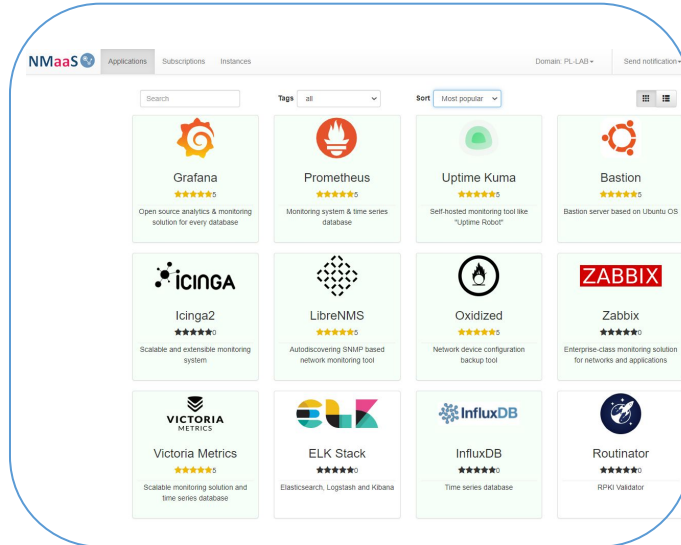 NMaaS
Applications
Subscriptions
Instances
Domain: PL-LAB
Send notification
Search
Tags
all
Sort
Most popular
Grafana
5
Open source analytics & monitoring
solution for every database
Prometheus
5
Monitoring system & time series
database
Uptime Kuma
5
Self-hosted monitoring tool like
"Uptime Robot"
Bastion
5
Bastion server based on Ubuntu OS
icinga
Icinga2
0
Scalable and extensible monitoring
system
LibreNMS
5
Autodiscovering SNMP based
network monitoring tool
Oxidized
5
Network device configuration
backup tool
ZABBIX
Zabbix
0
Enterprise-class monitoring solution
for networks and applications
VICTORIA
METRICS
Victoria Metrics
5
Scalable monitoring solution and
time series database
ELK
ELK Stack
0
Elasticsearch, Logstash and Kibana
InfluxDB
InfluxDB
0
Time series database
Routinator
0
RPKI Validator